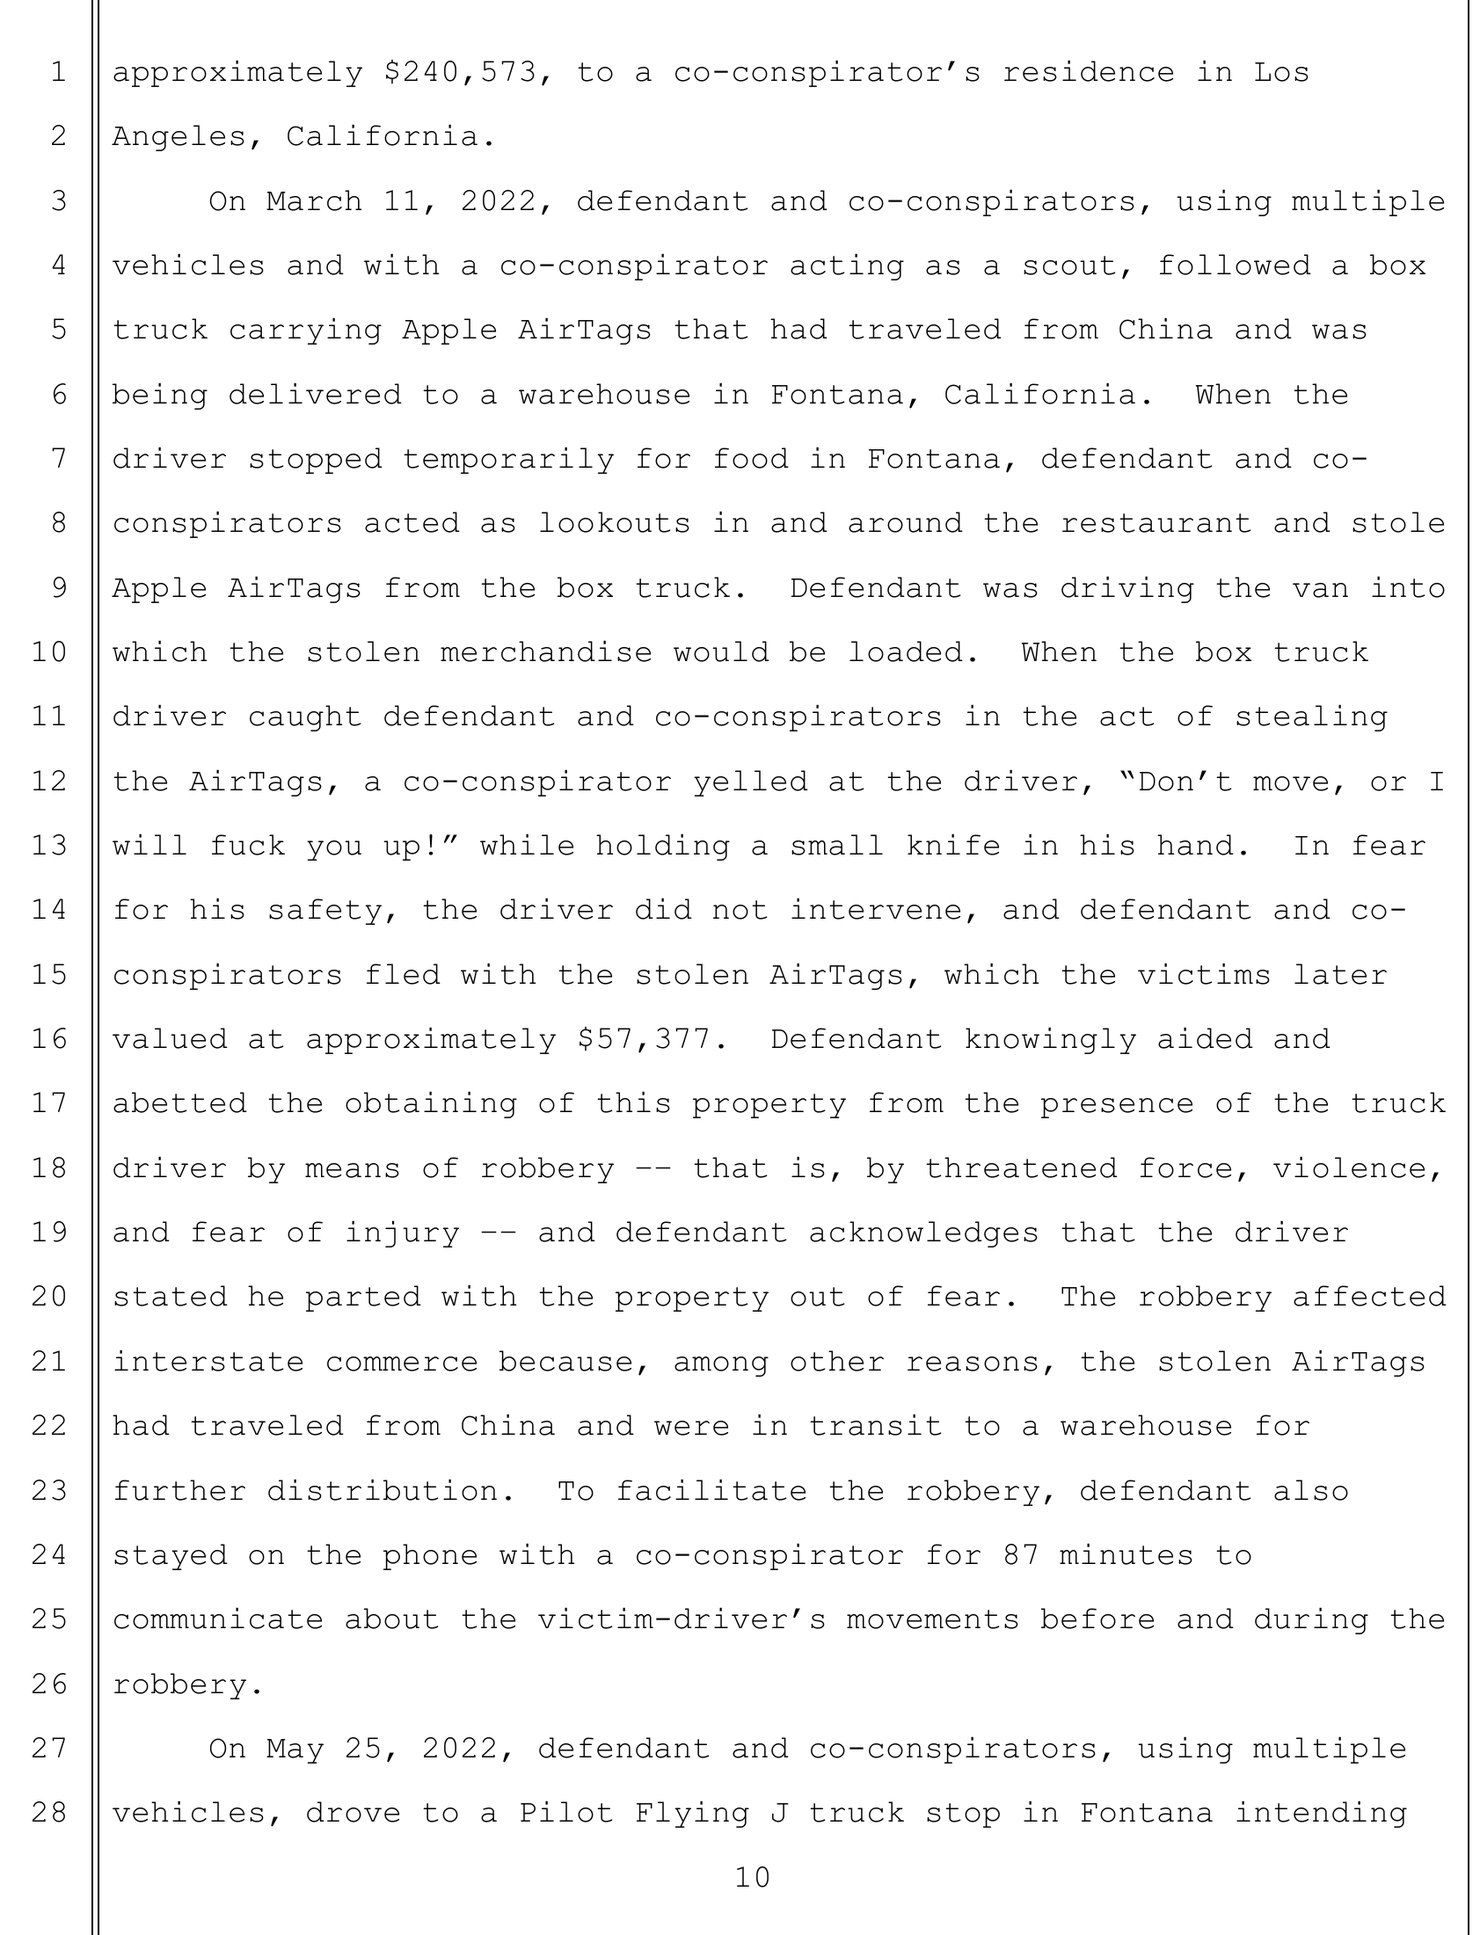 1 approximately $240,573, to a co-conspirator’s residence in Los
2 Angeles, California.
3 On March 11, 2022, defendant and co-conspirators, using multiple
4 vehicles and with a co-conspirator acting as a scout, followed a box
5 truck carrying Apple AirTags that had traveled from China and was
6 being delivered to a warehouse in Fontana, California.  When the
7 driver stopped temporarily for food in Fontana, defendant and co-
8 conspirators acted as lookouts in and around the restaurant and stole
9 Apple AirTags from the box truck.  Defendant was driving the van into
10 which the stolen merchandise would be loaded.  When the box truck
11 driver caught defendant and co-conspirators in the act of stealing
12 the AirTags, a co-conspirator yelled at the driver, “Don’t move, or I
13 will fuck you up!” while holding a small knife in his hand.  In fear
14 for his safety, the driver did not intervene, and defendant and co-
15 conspirators fled with the stolen AirTags, which the victims later
16 valued at approximately $57,377.  Defendant knowingly aided and
17 abetted the obtaining of this property from the presence of the truck
18 driver by means of robbery –– that is, by threatened force, violence,
19 and fear of injury –– and defendant acknowledges that the driver
20 stated he parted with the property out of fear.  The robbery affected
21 interstate commerce because, among other reasons, the stolen AirTags
22 had traveled from China and were in transit to a warehouse for
23 further distribution.  To facilitate the robbery, defendant also
24 stayed on the phone with a co-conspirator for 87 minutes to
25 communicate about the victim-driver’s movements before and during the
26 robbery.
27 On May 25, 2022, defendant and co-conspirators, using multiple
28 vehicles, drove to a Pilot Flying J truck stop in Fontana intending
10